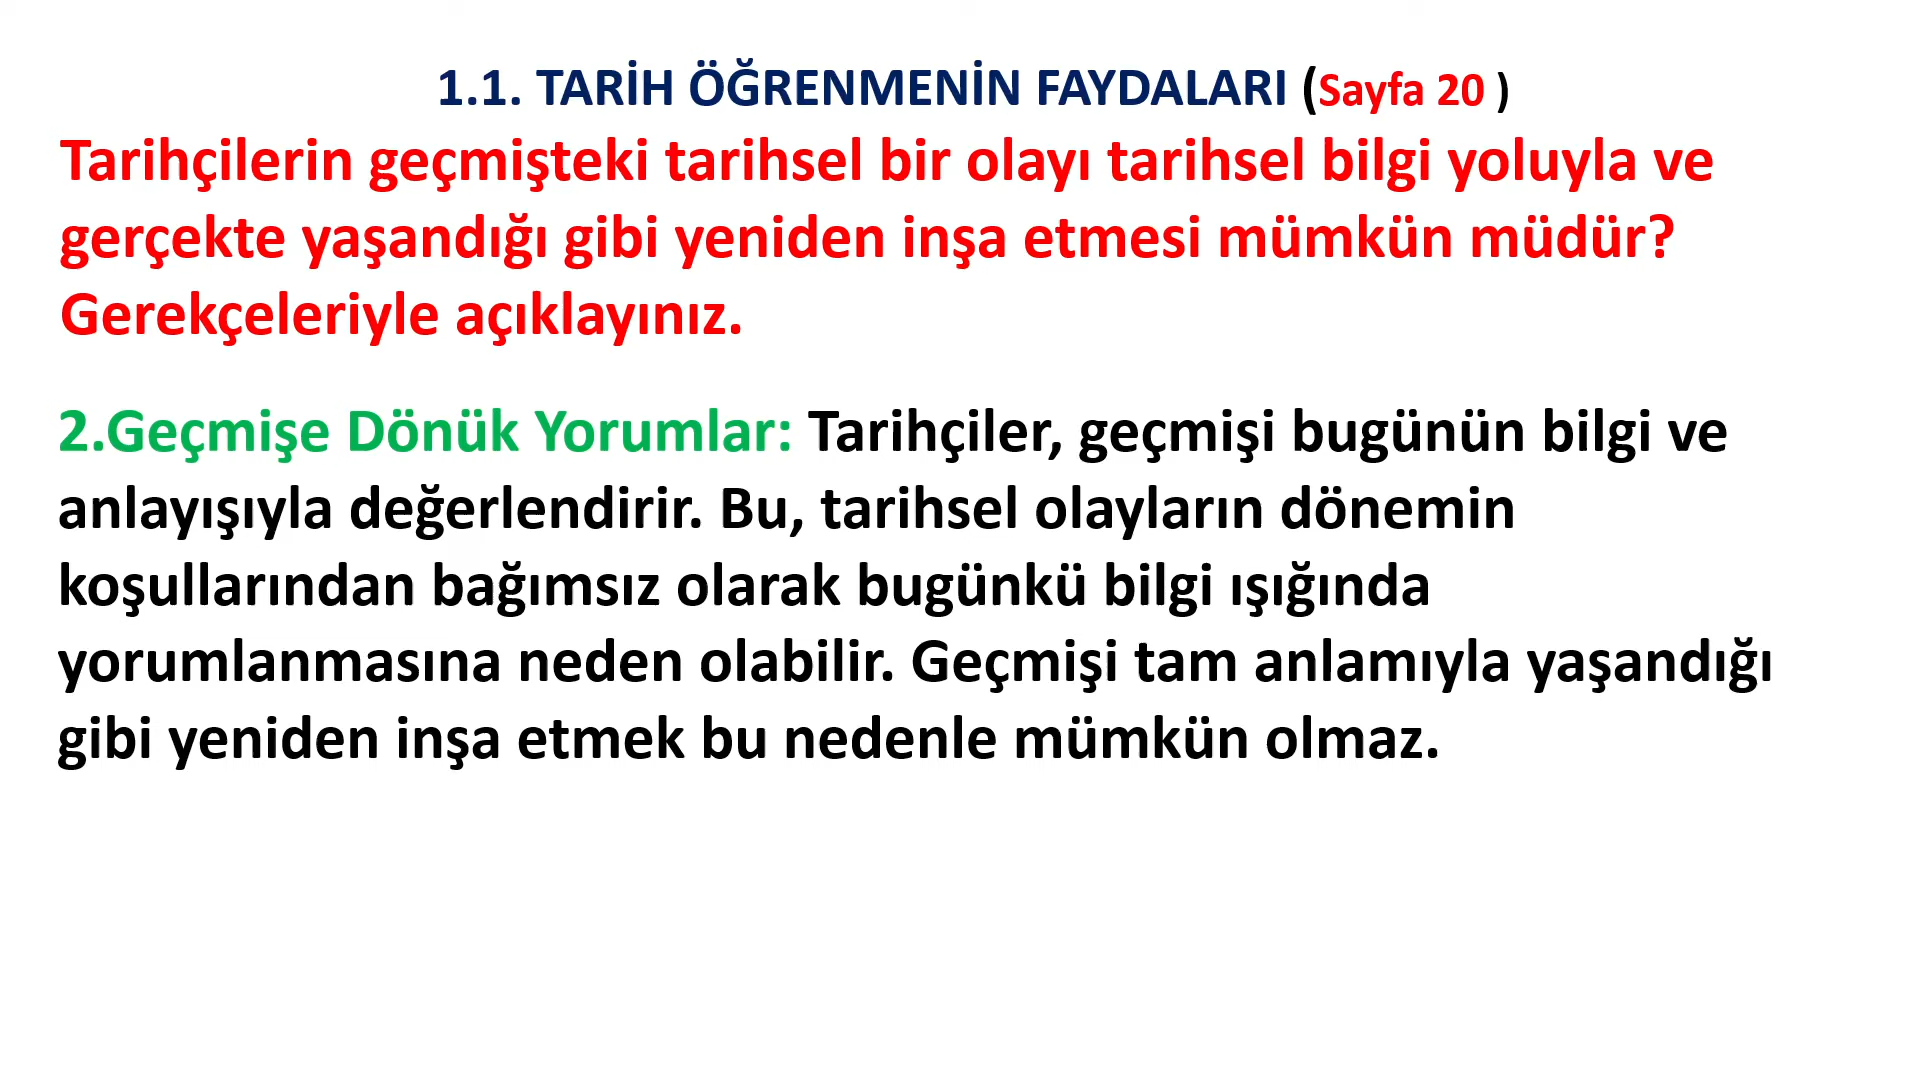 1.1. TARİH ÖĞRENMENİN FAYDALARI (Sayfa 20 )
Tarihçilerin geçmişteki tarihsel bir olayı tarihsel bilgi yoluyla ve
gerçekte yaşandığı gibi yeniden inşa etmesi mümkün müdür?
Gerekçeleriyle açıklayınız.
2.Geçmişe Dönük Yorumlar: Tarihçiler, geçmişi bugünün bilgi ve
anlayışıyla değerlendirir. Bu, tarihsel olayların dönemin
koşullarından bağımsız olarak bugünkü bilgi ışığında
yorumlanmasına neden olabilir. Geçmişi tam anlamıyla yaşandığı
gibi yeniden inşa etmek bu nedenle mümkün olmaz.